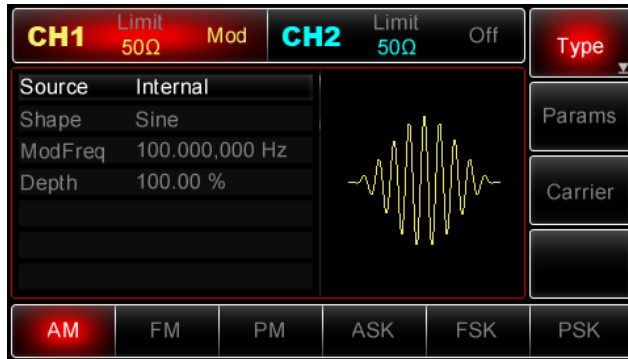 CH1 Limit 50Ω Mod
CH2 Limit 50Ω Off
Type
Source Internal
Shape Sine
ModFreq 100.000,000 Hz
Depth 100.00 %
Params
Carrier
AM FM PM ASK FSK PSK